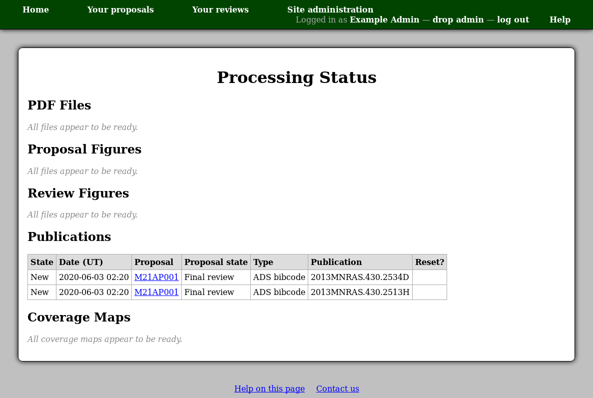 Home Your proposals Your reviews Site administration
Logged in as Example Admin — drop admin — log out Help
Processing Status
PDF Files
All files appear to be ready.
Proposal Figures
All files appear to be ready.
Review Figures
All files appear to be ready.
Publications
State Date (UT) Proposal Proposal state Type Publication Reset?
New 2020-06-03 02:20 M21AP001 Final review ADS bibcode 2013MNRAS.430.2534D
New 2020-06-03 02:20 M21AP001 Final review ADS bibcode 2013MNRAS.430.2513H
Coverage Maps
All coverage maps appear to be ready.
Help on this page Contact us